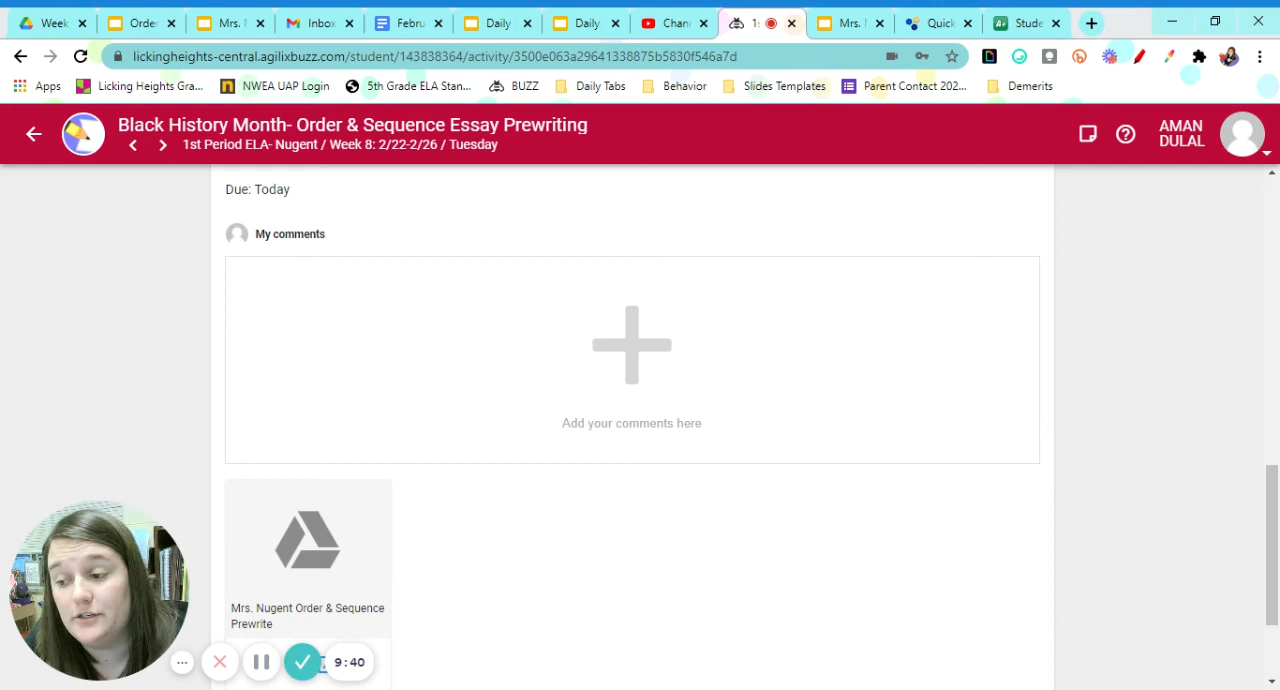 Week
Order
Mrs. N
Inbox
Febru
Daily
Daily
Chann
1s
Mrs. N
Quick
Stude
lickingheights-central.agilixbuzz.com/student/143838364/activity/3500e063a29641338875b5830f546a7d
Apps
Licking Heights Gra...
NWEA UAP Login
5th Grade ELA Stan...
BUZZ
Daily Tabs
Behavior
Slides Templates
Parent Contact 202...
Demerits
Black History Month- Order & Sequence Essay Prewriting
1st Period ELA- Nugent / Week 8: 2/22-2/26 / Tuesday
AMAN
DULAL
Due: Today
My comments
Add your comments here
Mrs. Nugent Order & Sequence
Prewrite
9:40